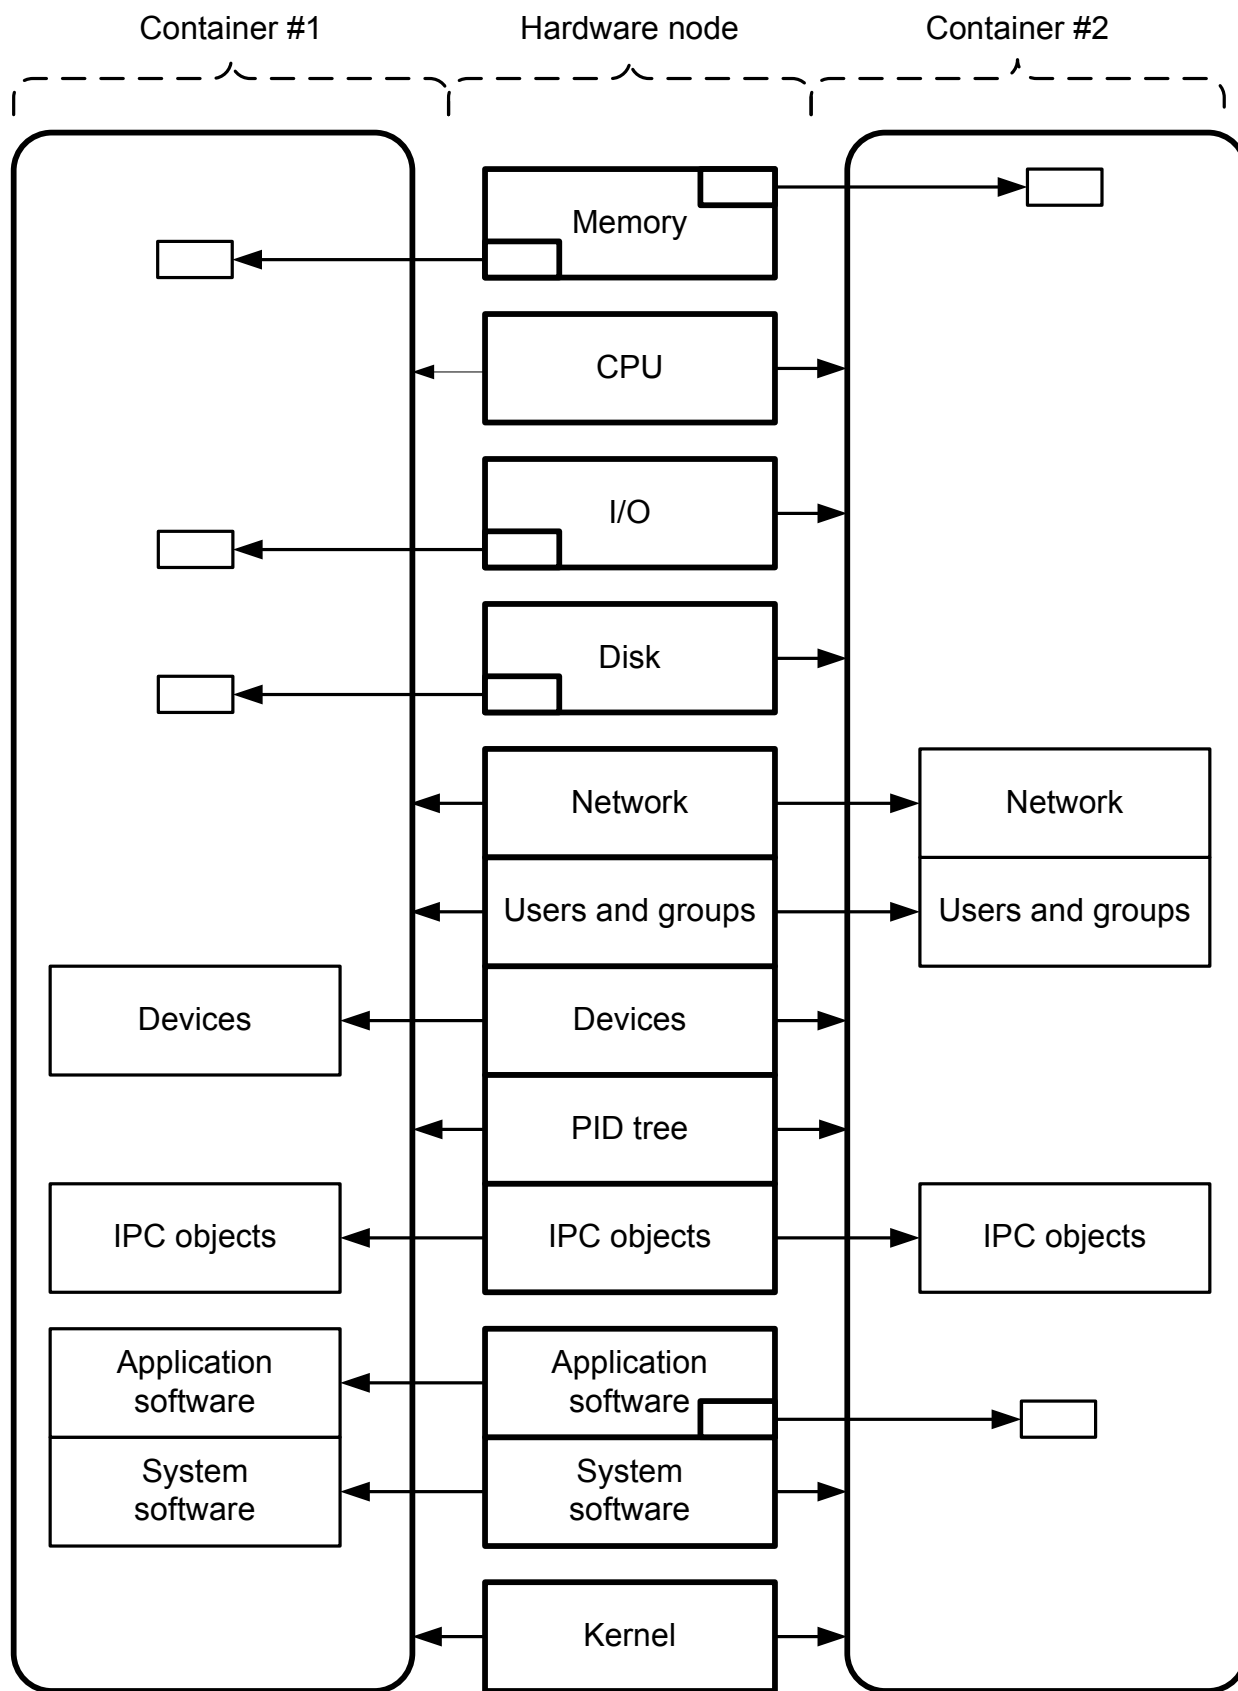 Container #1
Hardware node
Container #2
Memory
CPU
I/O
Disk
Network
Network
Users and groups
Users and groups
Devices
Devices
PID tree
IPC objects
IPC objects
IPC objects
Application
software
Application
software
System
software
System
software
Kernel